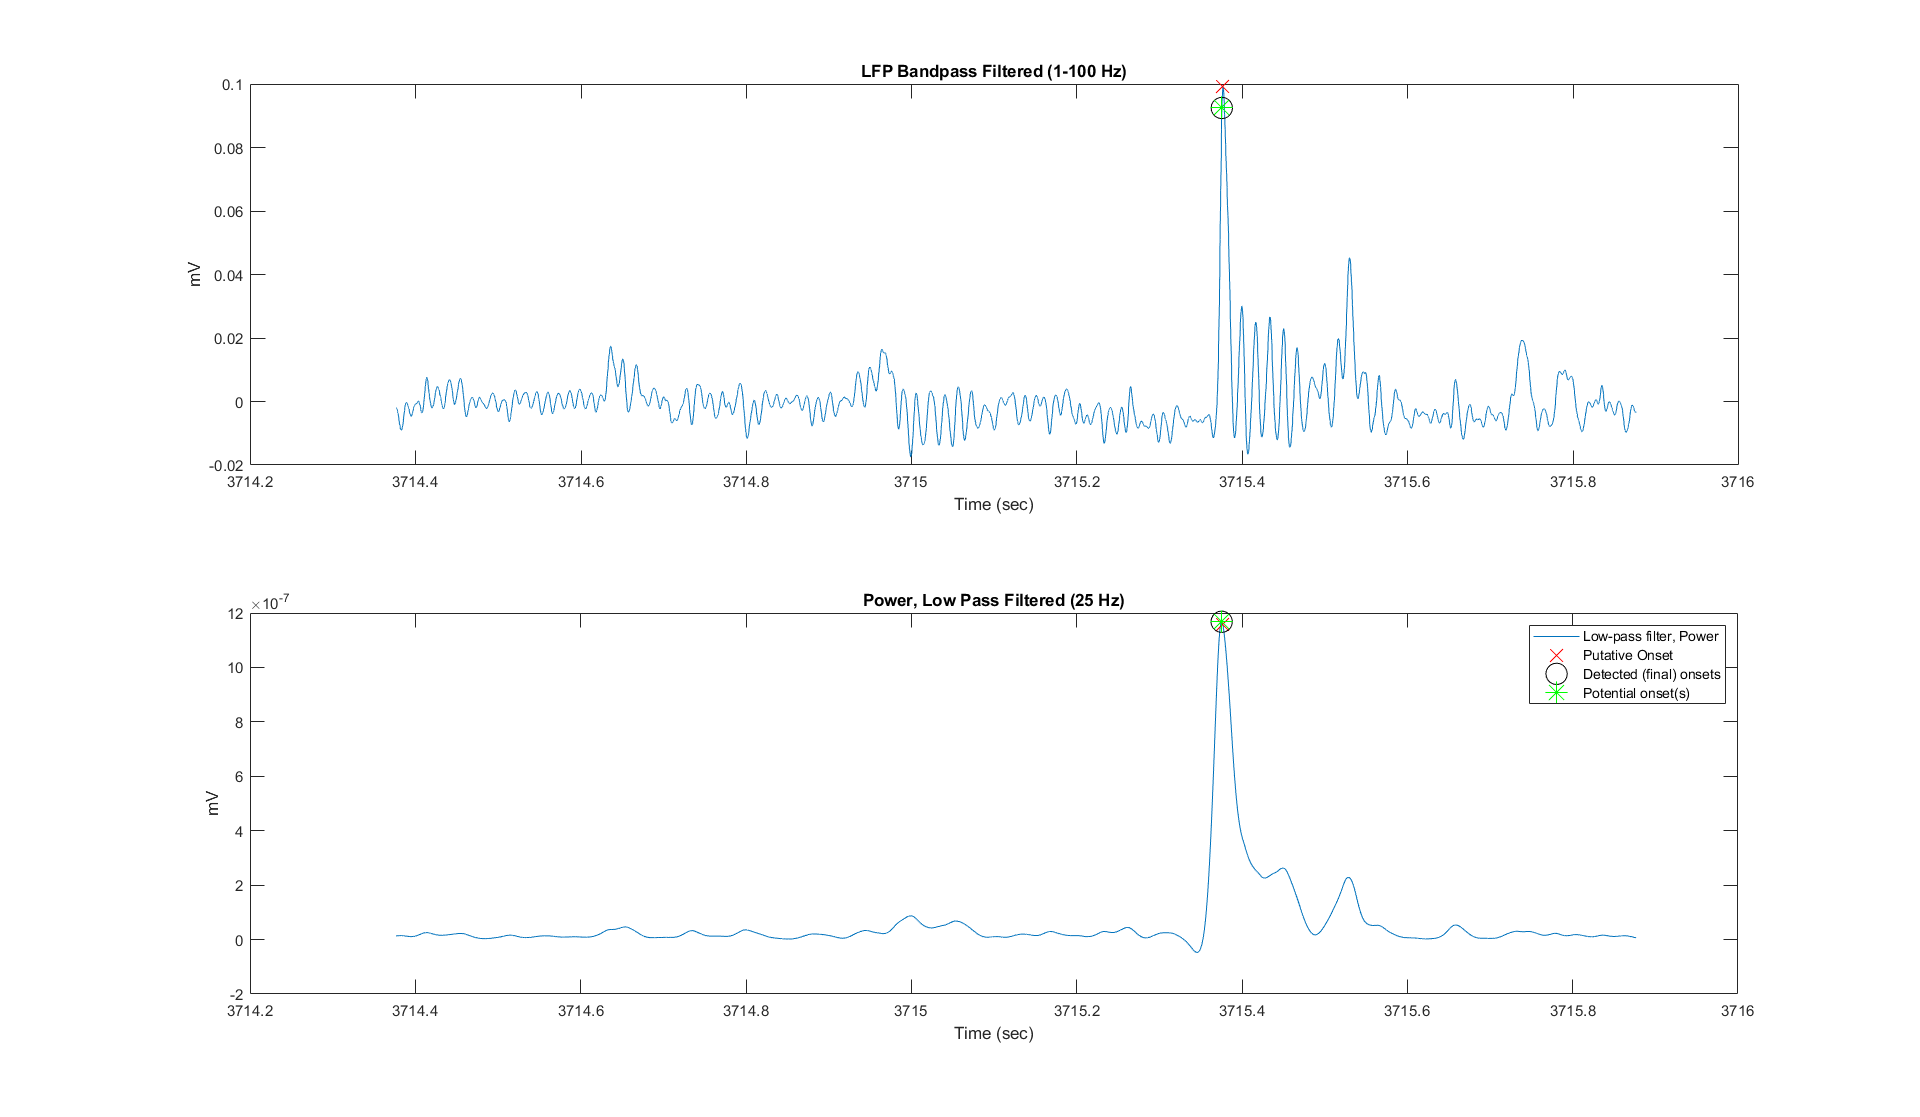 LFP Bandpass Filtered (1-100 Hz)
0.1
0.08
0.06
0.04
0.02
0
-0.02
mV
3714.2 3714.4 3714.6 3714.8 3715 3715.2 3715.4 3715.6 3715.8 3716
Time (sec)
Power, Low Pass Filtered (25 Hz)
×10-7
12
10
8
6
4
2
0
-2
mV
Low-pass filter, Power
Putative Onset
Detected (final) onsets
Potential onset(s)
3714.2 3714.4 3714.6 3714.8 3715 3715.2 3715.4 3715.6 3715.8 3716
Time (sec)